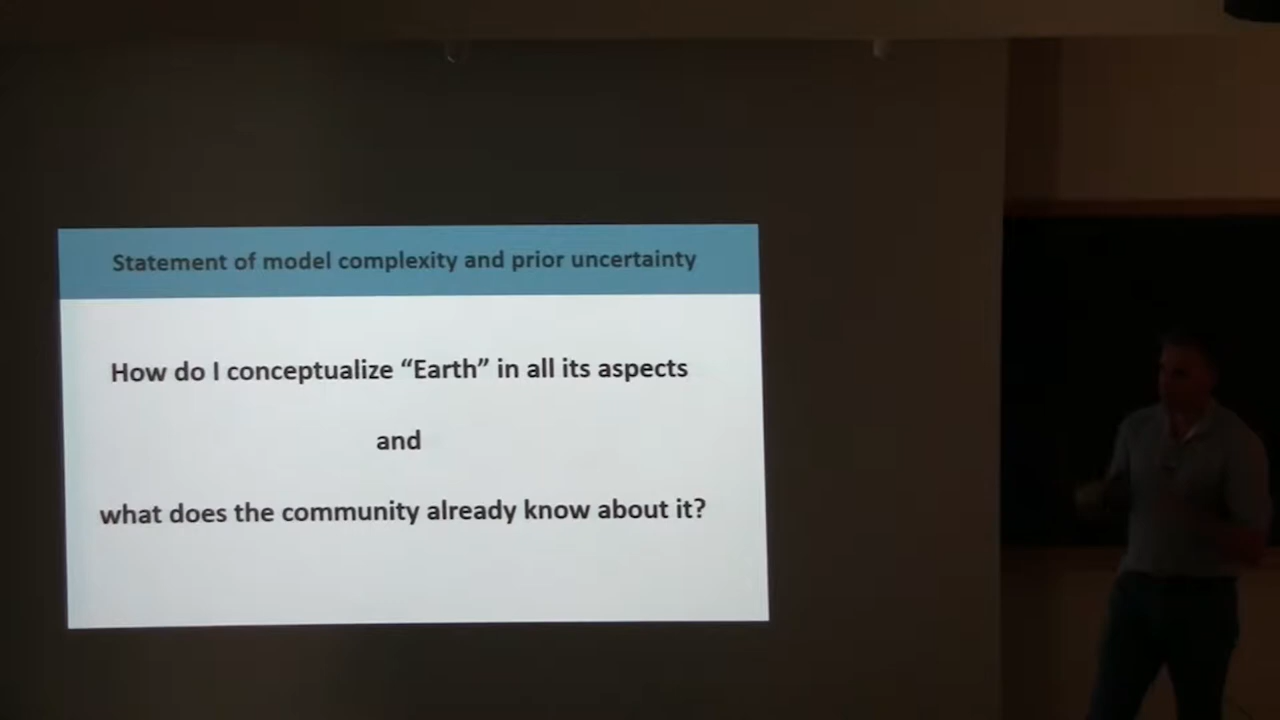 Statement of model complexity and prior uncertainty
How do I conceptualize “Earth” in all its aspects
and
what does the community already know about it?